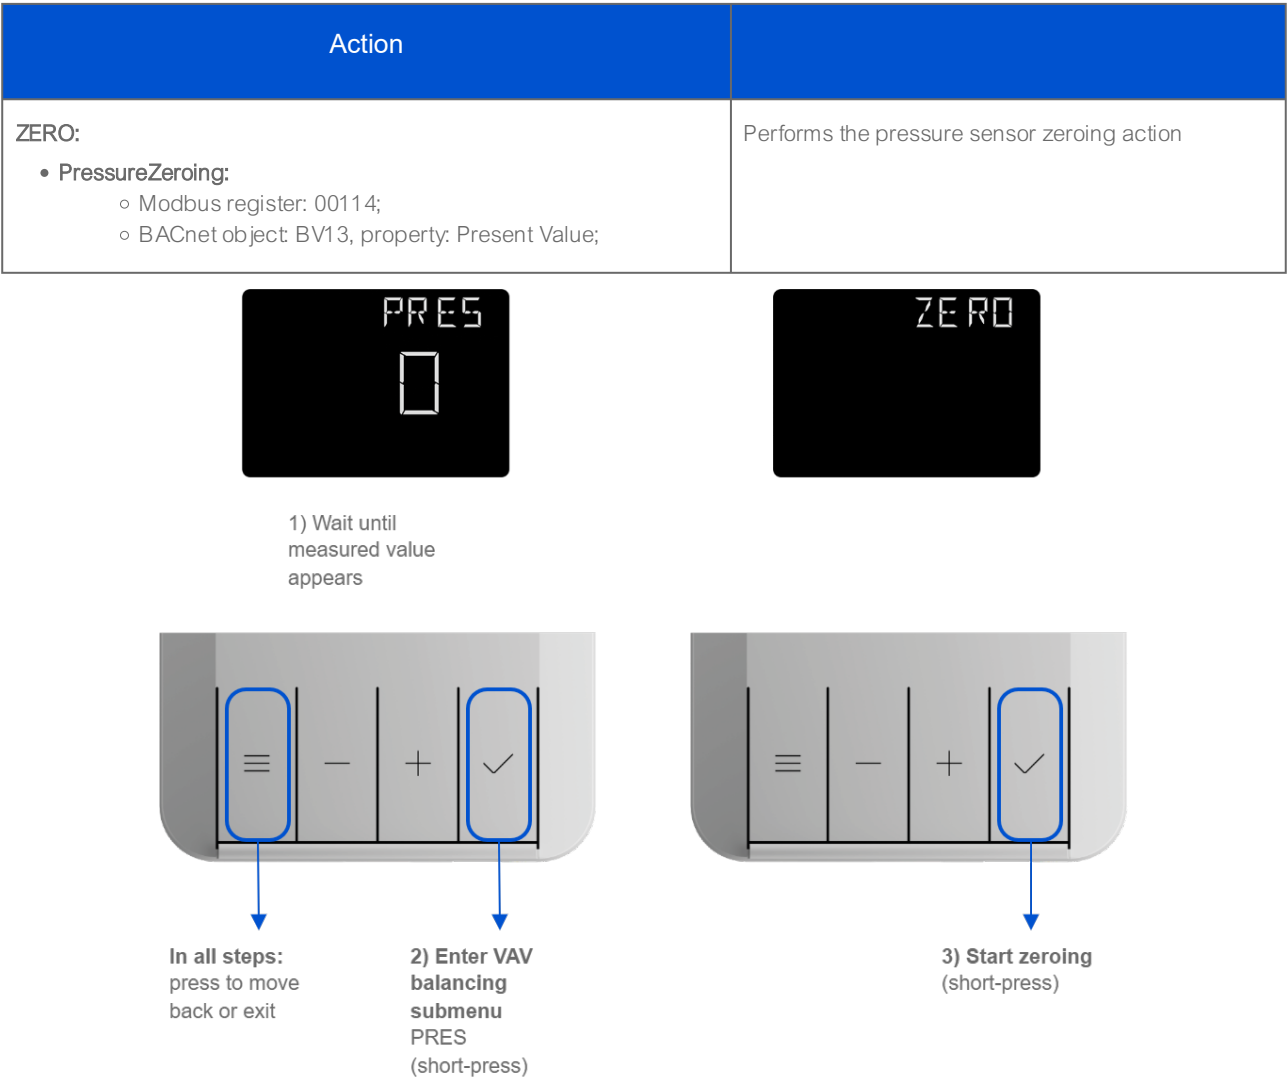 Action
ZERO:
Performs the pressure sensor zeroing action
• PressureZeroing:
◦ Modbus register: 00114;
◦ BACnet object: BV13, property: Present Value;
PRES
0
ZERO
1) Wait until
measured value
appears
In all steps:
press to move
back or exit
2) Enter VAV
balancing
submenu
PRES
(short-press)
3) Start zeroing
(short-press)